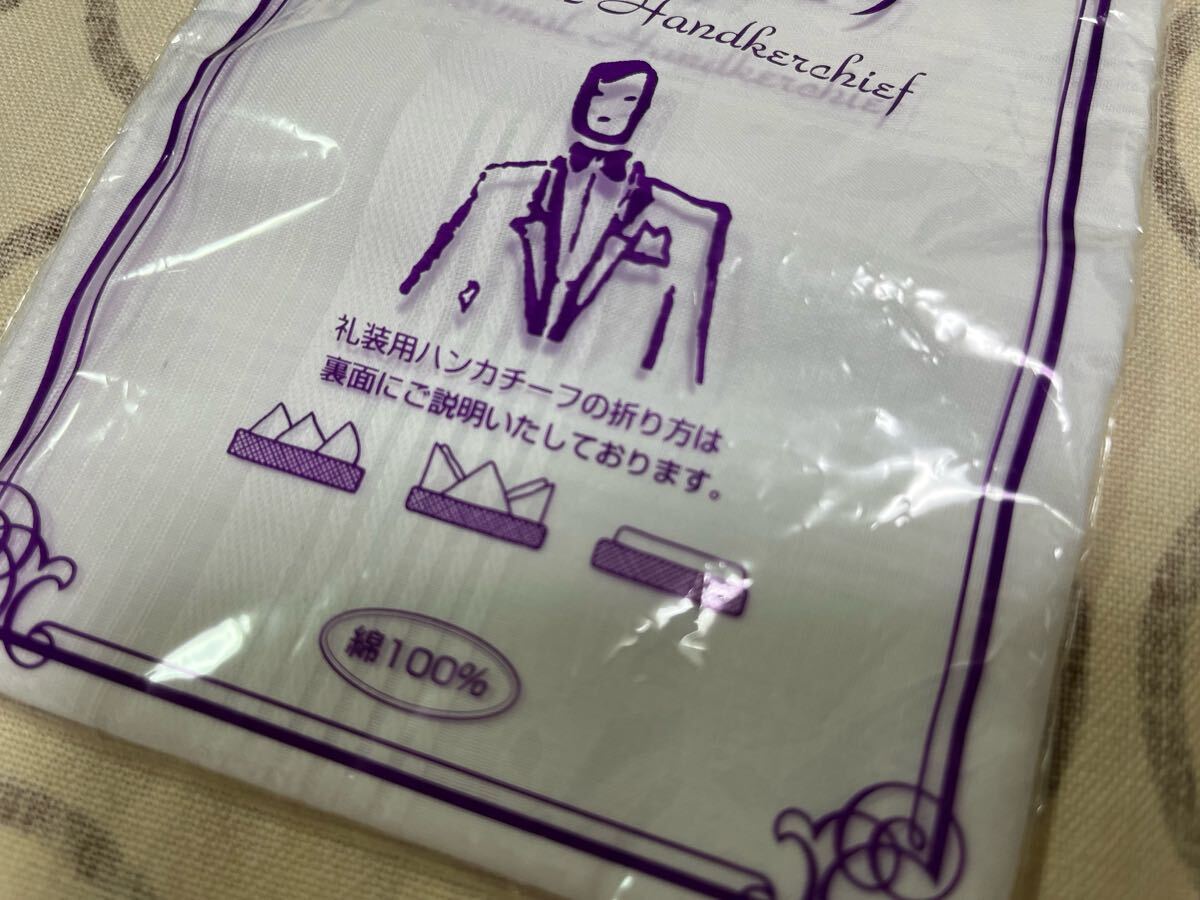 Handkerchief
礼装用ハンカチーフの折り方は
裏面にご説明いたしております。
綿100%